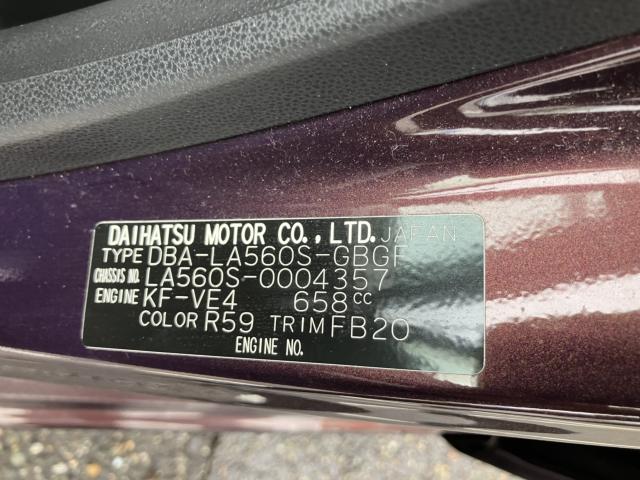 DAIHATSU MOTOR CO., LTD. JAPAN
TYPE DBA-LA560S-GBGF
CHASSIS NO. LA560S-0004357
ENGINE KF-VE4 658cc
COLOR R59 TRIM FB20
ENGINE NO.